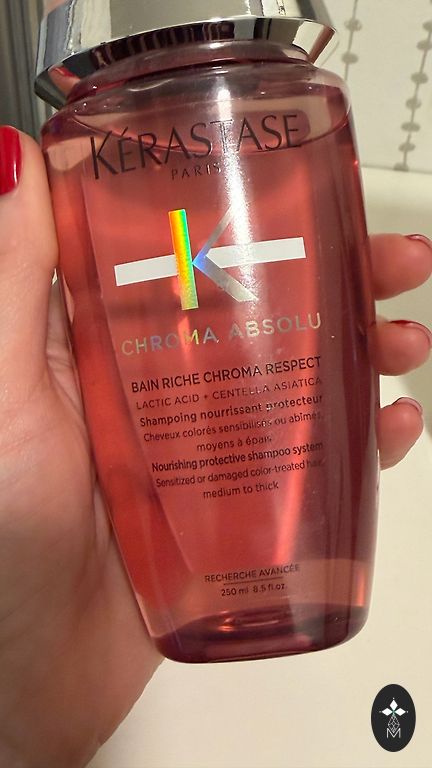 KÉRASTASE
PARIS
CHROMA ABSOLU
BAIN RICHE CHROMA RESPECT
LACTIC ACID + CENTELLA ASIATICA
Shampoing nourrissant protecteur
Cheveux colorés sensibilisés ou abîmés,
moyens à épais
Nourishing protective shampoo system
Sensitized or damaged color-treated hair,
medium to thick
RECHERCHE AVANCÉE
250 ml 8.5 fl.oz.
M